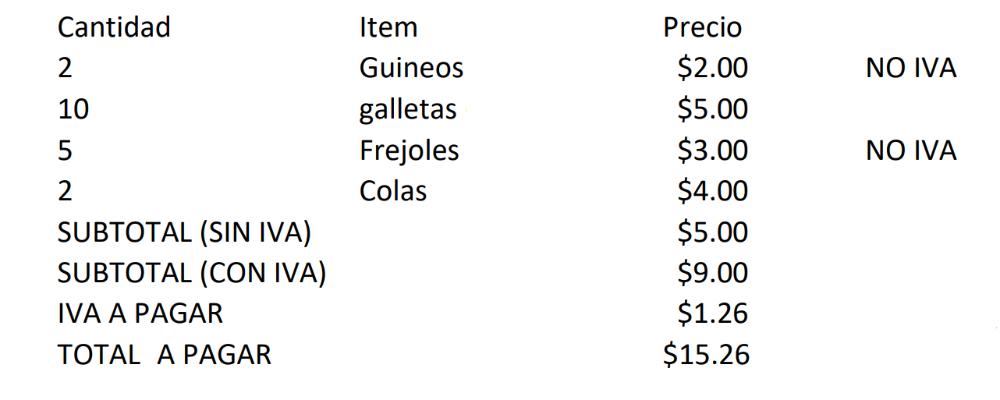 Cantidad Item Precio
2 Guineos $2.00 NO IVA
10 galletas $5.00
5 Frejoles $3.00 NO IVA
2 Colas $4.00
SUBTOTAL (SIN IVA) $5.00
SUBTOTAL (CON IVA) $9.00
IVA A PAGAR $1.26
TOTAL A PAGAR $15.26